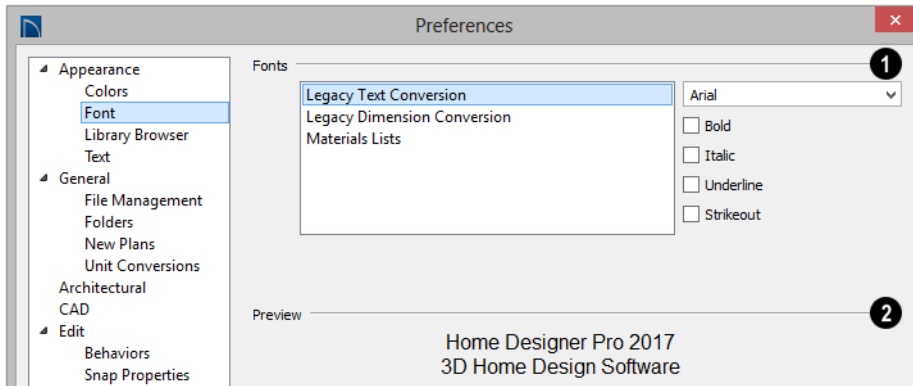 Preferences
×
Appearance
Colors
Font
Library Browser
Text
General
File Management
Folders
New Plans
Unit Conversions
Architectural
CAD
Edit
Behaviors
Snap Properties
Fonts
1
Legacy Text Conversion
Legacy Dimension Conversion
Materials Lists
Arial
Bold
Italic
Underline
Strikeout
Preview
2
Home Designer Pro 2017
3D Home Design Software